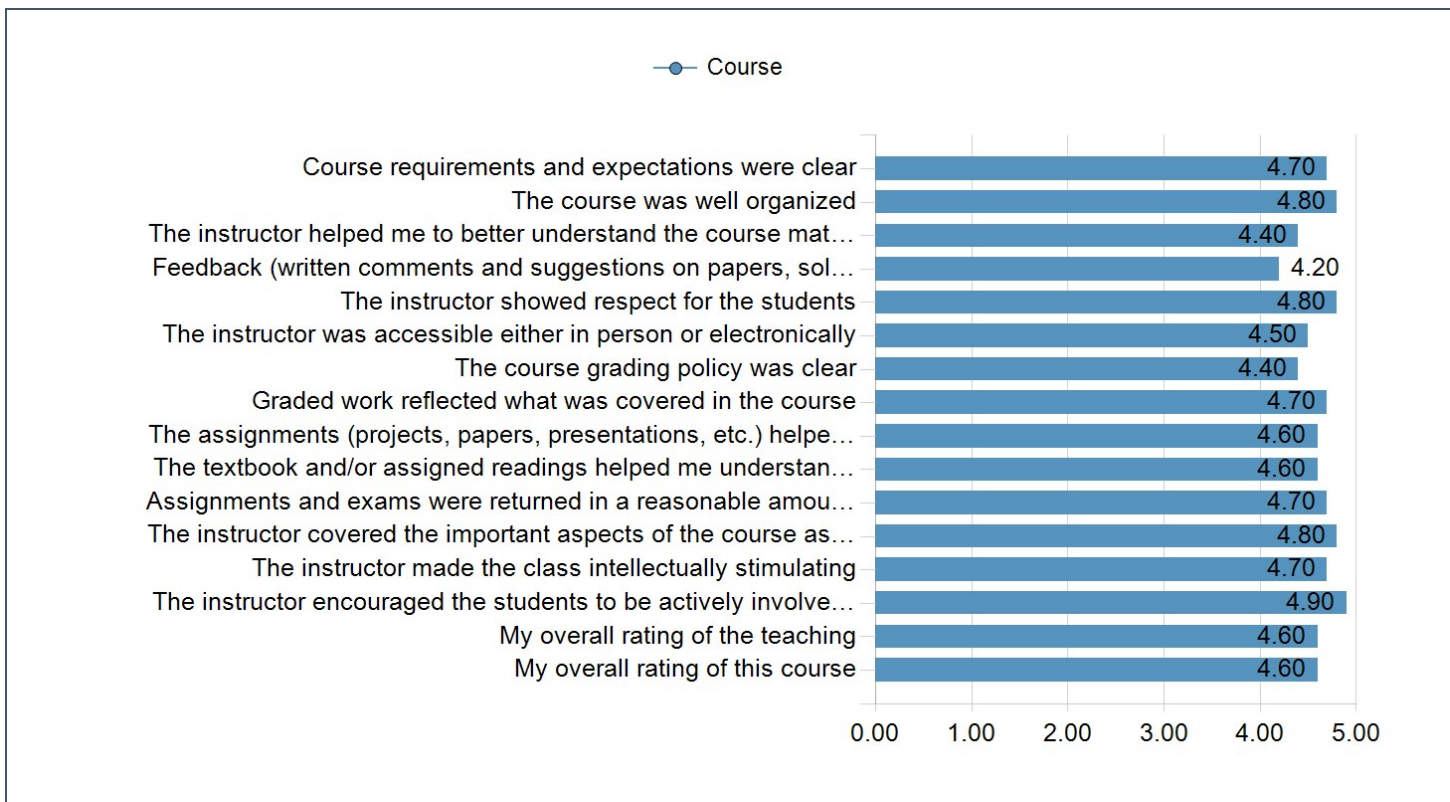 Course
Course requirements and expectations were clear 4.70
The course was well organized 4.80
The instructor helped me to better understand the course mat… 4.40
Feedback (written comments and suggestions on papers, sol… 4.20
The instructor showed respect for the students 4.80
The instructor was accessible either in person or electronically 4.50
The course grading policy was clear 4.40
Graded work reflected what was covered in the course 4.70
The assignments (projects, papers, presentations, etc.) helpe… 4.60
The textbook and/or assigned readings helped me understan… 4.60
Assignments and exams were returned in a reasonable amou… 4.70
The instructor covered the important aspects of the course as… 4.80
The instructor made the class intellectually stimulating 4.70
The instructor encouraged the students to be actively involve… 4.90
My overall rating of the teaching 4.60
My overall rating of this course 4.60
0.00 1.00 2.00 3.00 4.00 5.00